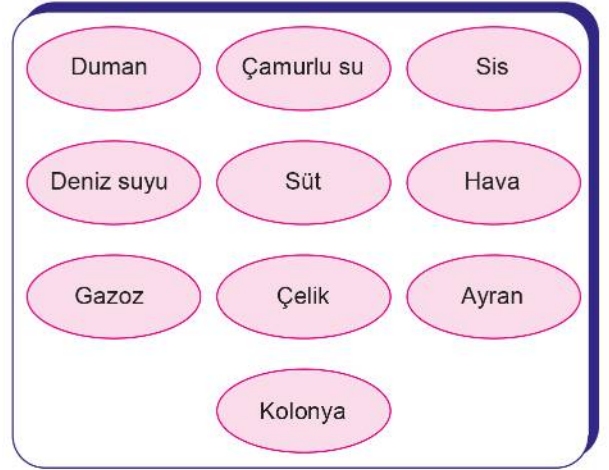 Duman
Çamurlu su
Sis
Deniz suyu
Süt
Hava
Gazoz
Çelik
Ayran
Kolonya